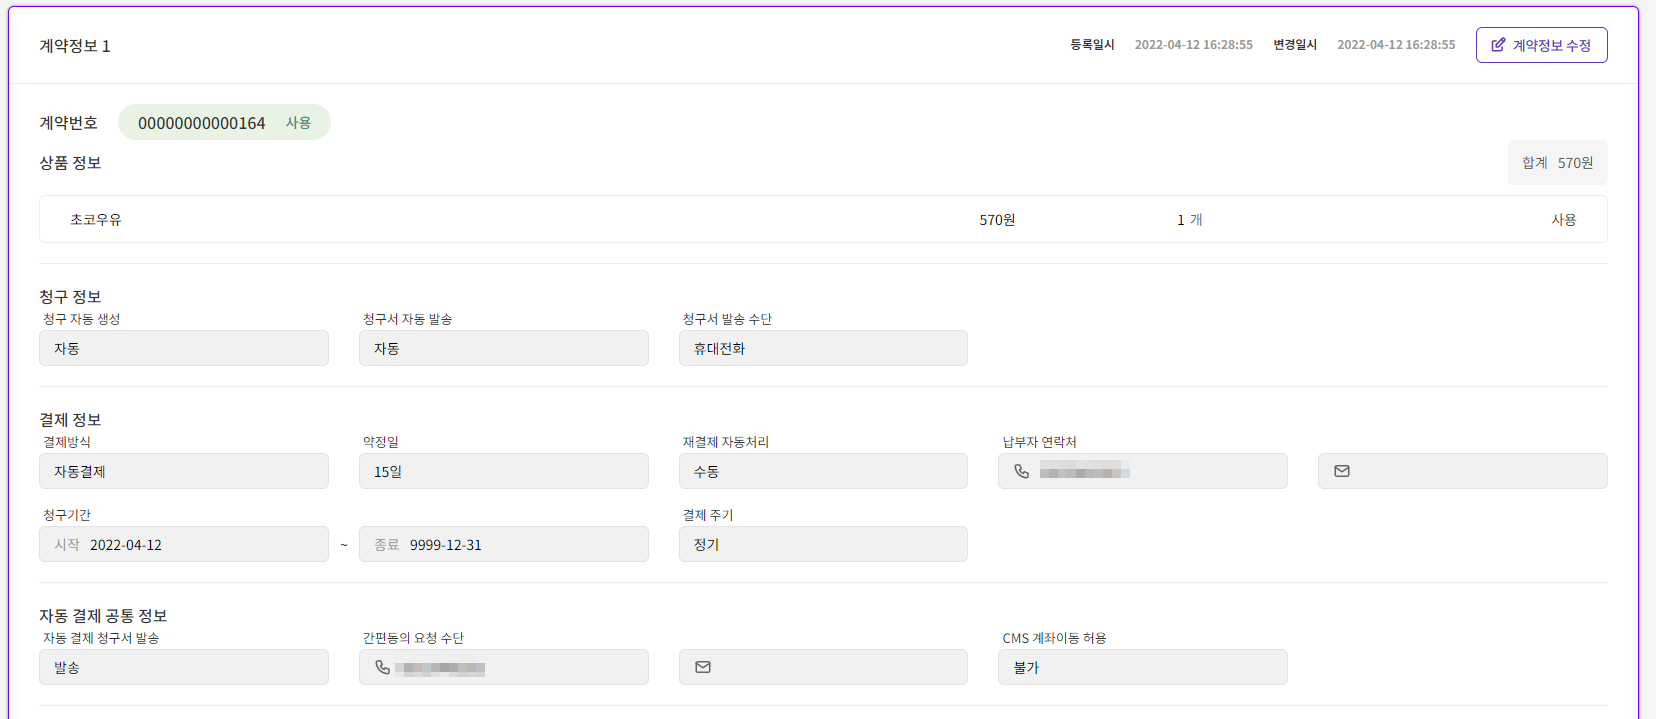 계약정보 1
등록일시 2022-04-12 16:28:55 변경일시 2022-04-12 16:28:55 계약정보 수정
계약번호 00000000000164 사용
상품 정보 합계 570원
초코우유 570원 1 개 사용
청구 정보
청구 자동 생성 청구서 자동 발송 청구서 발송 수단
자동 자동 휴대전화
결제 정보
결제방식 약정일 재결제 자동처리 납부자 연락처
자동결제 15일 수동
청구기간 결제 주기
시작 2022-04-12 ~ 종료 9999-12-31 정기
자동 결제 공통 정보
자동 결제 청구서 발송 간편동의 요청 수단 CMS 계좌이동 허용
발송 불가